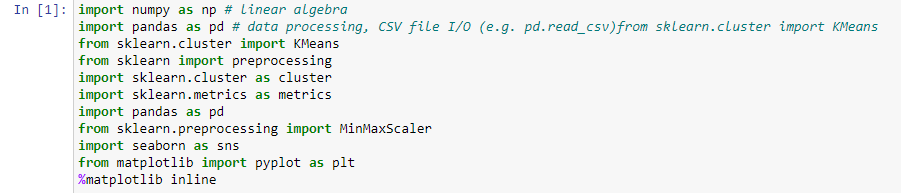 In [1]: import numpy as np # linear algebra
import pandas as pd # data processing, CSV file I/O (e.g. pd.read_csv)from sklearn.cluster import KMeans
from sklearn.cluster import KMeans
from sklearn import preprocessing
import sklearn.cluster as cluster
import sklearn.metrics as metrics
import pandas as pd
from sklearn.preprocessing import MinMaxScaler
import seaborn as sns
from matplotlib import pyplot as plt
%matplotlib inline